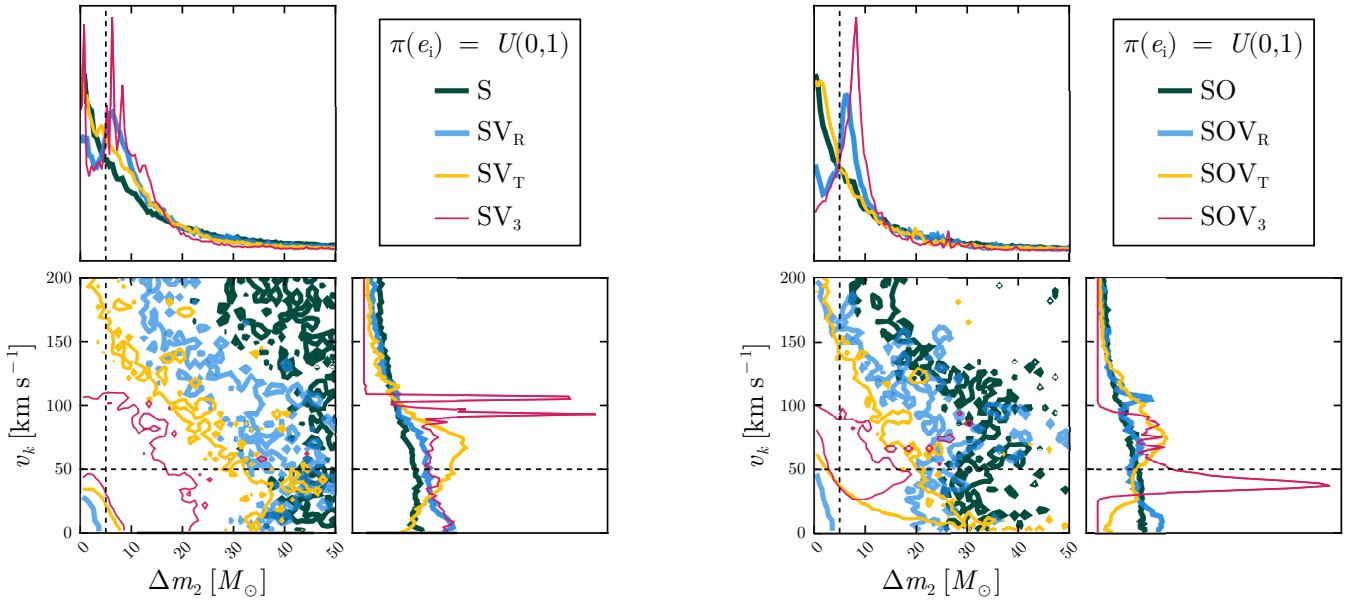 π(e_i) = U(0,1)
S
SV_R
SV_T
SV_3
200
150
100
50
0
v_k [km s⁻¹]
0 10 20 30 40 50
Δm_2 [M_⊙]
π(e_i) = U(0,1)
SO
SOV_R
SOV_T
SOV_3
200
150
100
50
0
v_k [km s⁻¹]
0 10 20 30 40 50
Δm_2 [M_⊙]